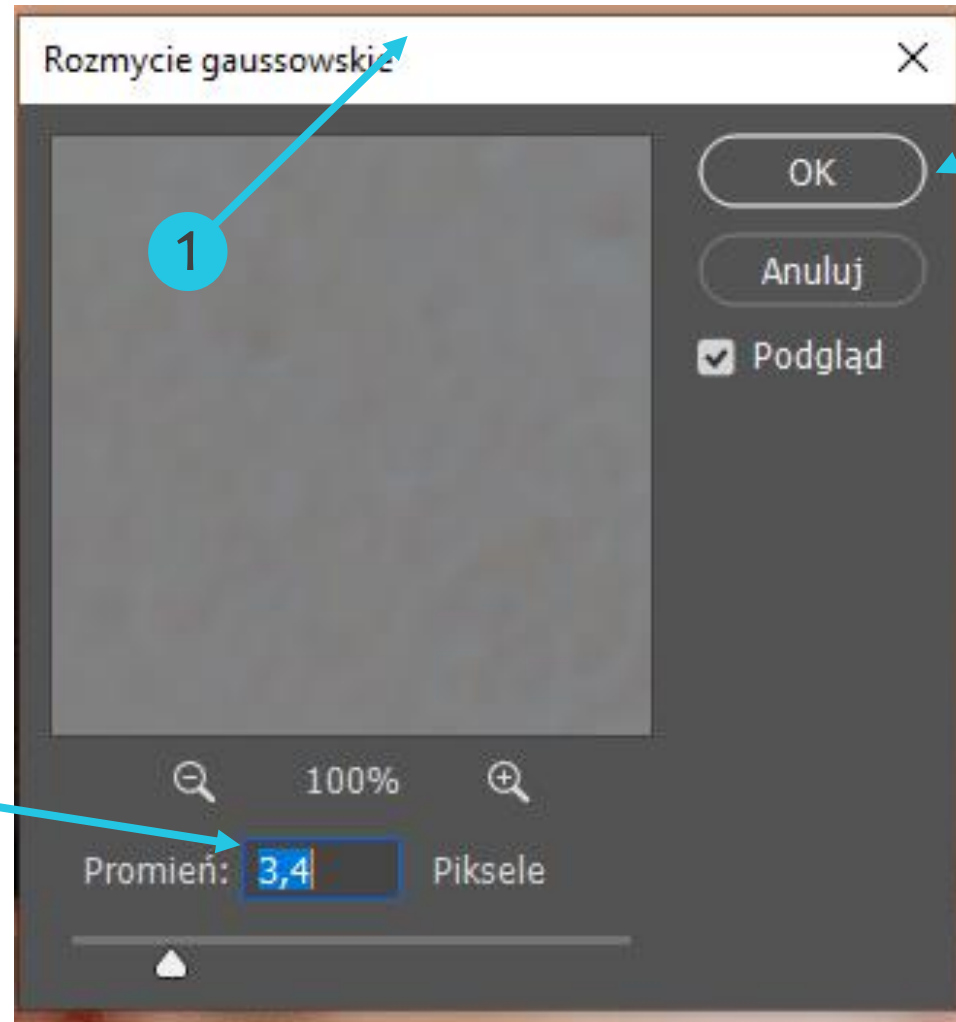 Rozmycie gaussowskie
1
OK
Anuluj
Podgląd
100%
Promień: 3,4 Piksele